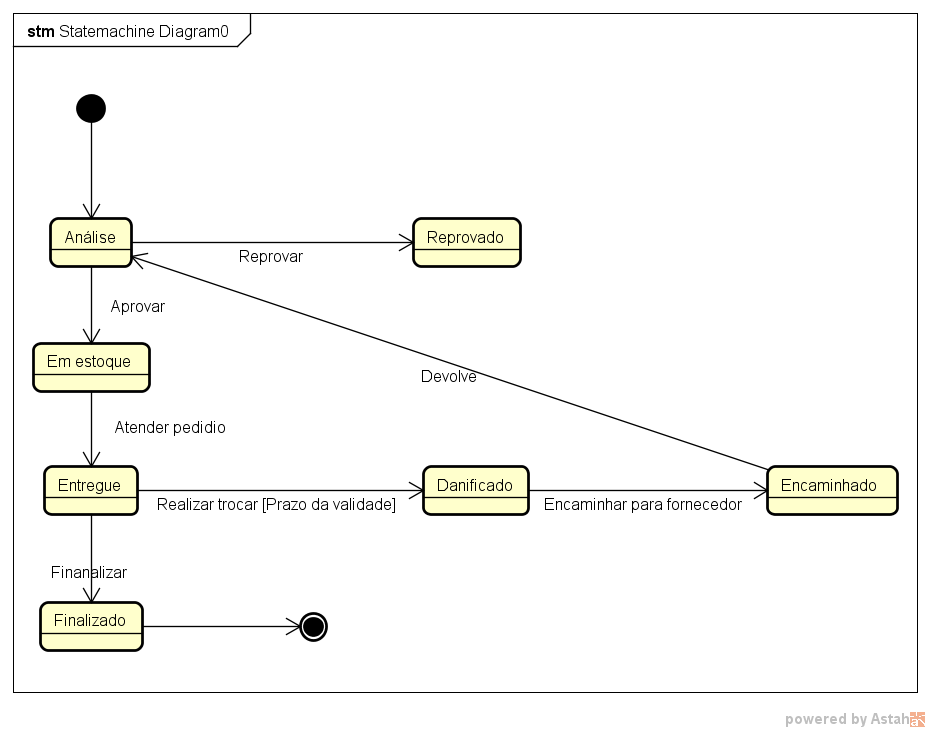 stm Statemachine Diagram0
Análise
Reprovado
Reprovar
Aprovar
Em estoque
Devolve
Atender pedidio
Entregue
Danificado
Encaminhado
Realizar trocar [Prazo da validade]
Encaminhar para fornecedor
Finanalizar
Finalizado
powered by Astah